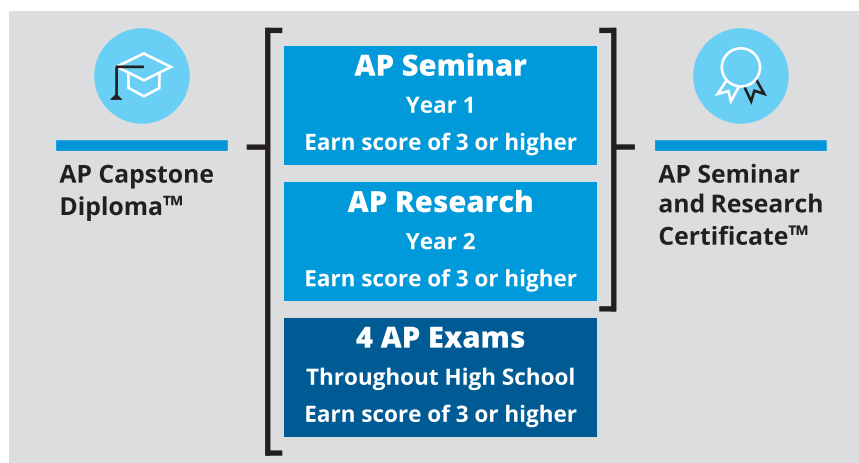 AP Capstone
Diploma™
AP Seminar
Year 1
Earn score of 3 or higher
AP Research
Year 2
Earn score of 3 or higher
4 AP Exams
Throughout High School
Earn score of 3 or higher
AP Seminar
and Research
Certificate™